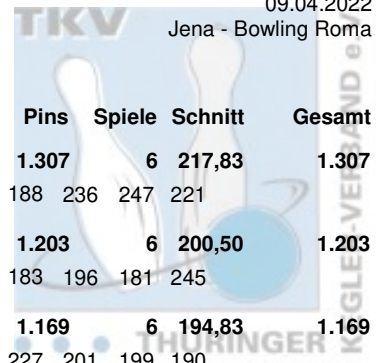 09.04.2022
TKV
Jena - Bowling Roma
Pins Spiele Schnitt Gesamt
1.307 6 217,83 1.307
188 236 247 221
1.203 6 200,50 1.203
183 196 181 245
1.169 6 194,83 1.169
THÜRINGER
KEGLER-VERBAND e.V.
227 201 199 190